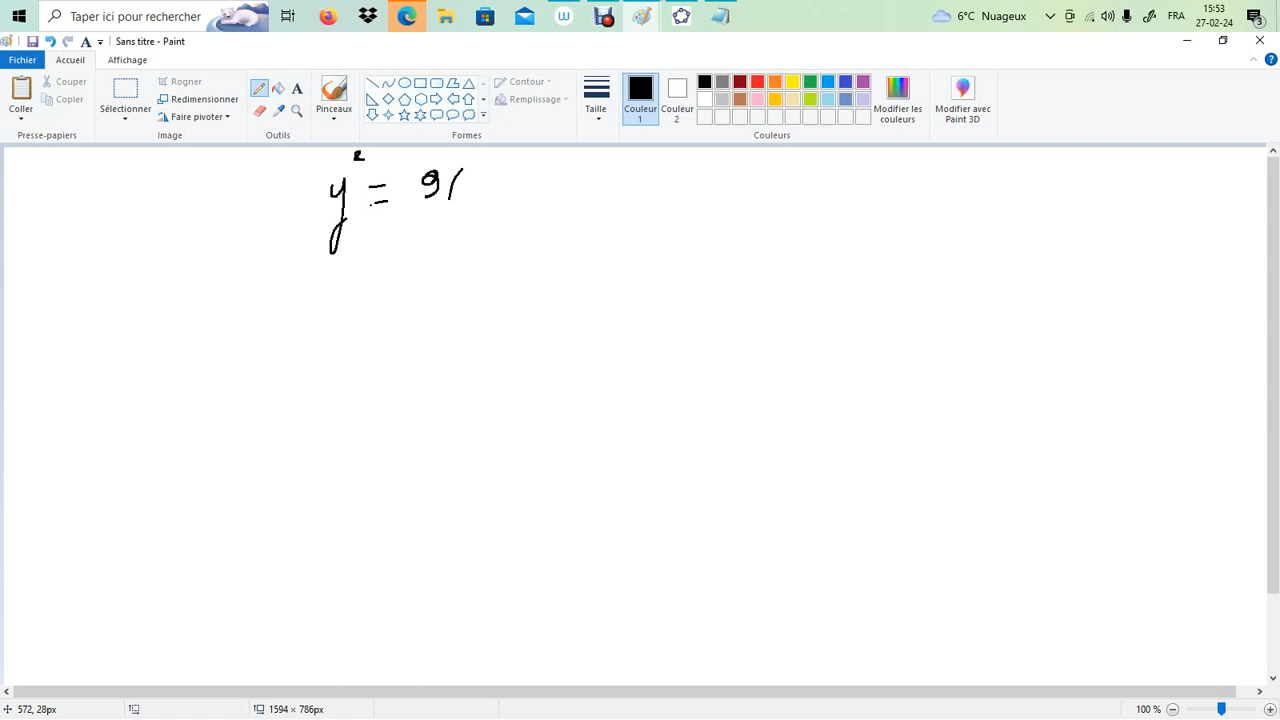 Taper ici pour rechercher
6°C Nuageux
FRA
15:53
27-02-24
3
Sans titre - Paint
Fichier Accueil Affichage
Coller
Couper
Copier
Presse-papiers
Sélectionner
Rogner
Redimensionner
Faire pivoter
Image
A
Outils
Pinceaux
Contour
Remplissage
Formes
Taille
Couleur 1
Couleur 2
Modifier les couleurs
Couleurs
Modifier avec Paint 3D
y² = 9(
572, 28px
1594 × 786px
100 %